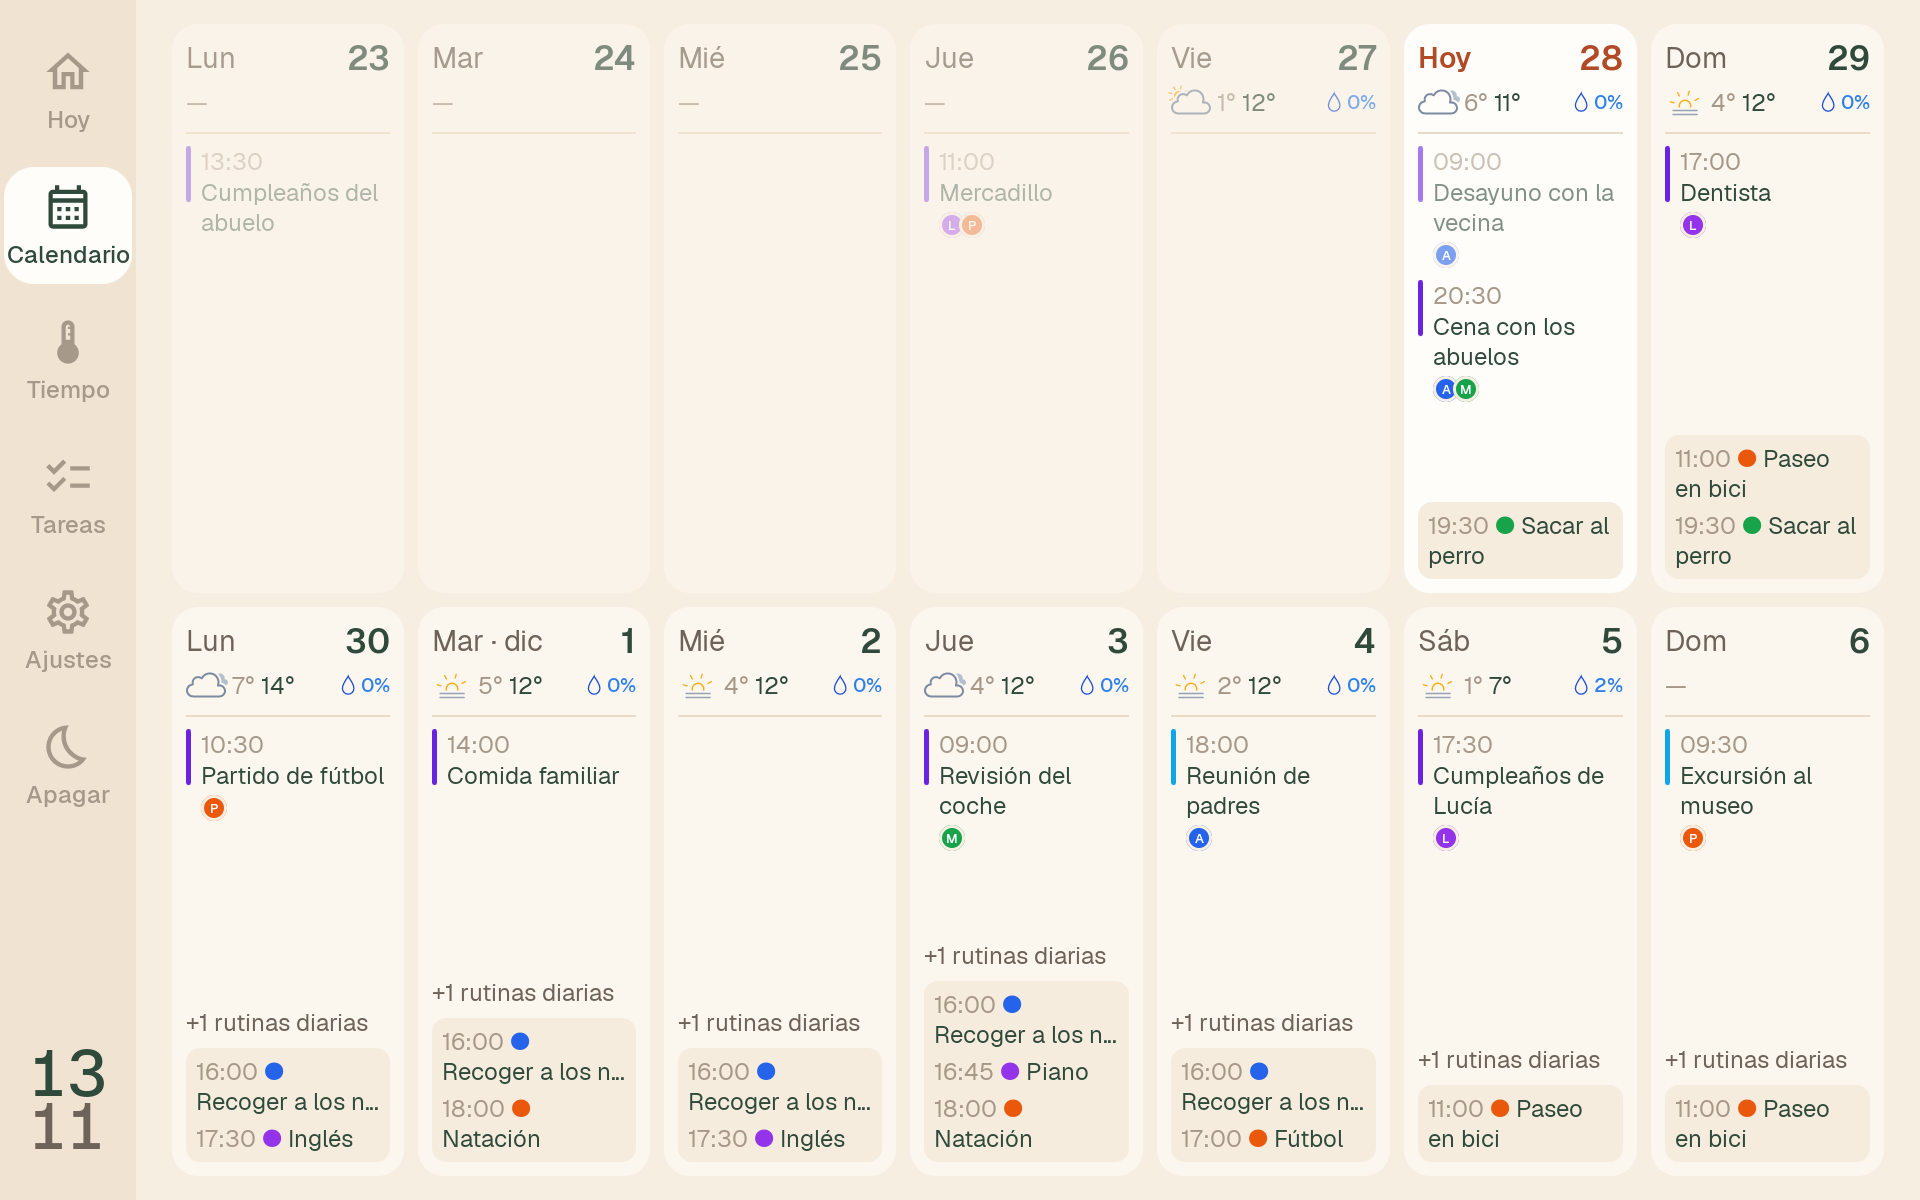 Hoy
Calendario
Tiempo
Tareas
Ajustes
Apagar
13
11
Lun 23
—
13:30
Cumpleaños del
abuelo
Mar 24
—
Mié 25
—
Jue 26
—
11:00
Mercadillo
L P
Vie 27
1° 12° 0%
Hoy 28
6° 11° 0%
09:00
Desayuno con la
vecina
A
20:30
Cena con los
abuelos
A M
19:30 Sacar al
perro
Dom 29
4° 12° 0%
17:00
Dentista
L
11:00 Paseo
en bici
19:30 Sacar al
perro
Lun 30
7° 14° 0%
10:30
Partido de fútbol
P
+1 rutinas diarias
16:00
Recoger a los n...
17:30 Inglés
Mar · dic 1
5° 12° 0%
14:00
Comida familiar
+1 rutinas diarias
16:00
Recoger a los n...
18:00
Natación
Mié 2
4° 12° 0%
+1 rutinas diarias
16:00
Recoger a los n...
17:30 Inglés
Jue 3
4° 12° 0%
09:00
Revisión del
coche
M
+1 rutinas diarias
16:00
Recoger a los n...
16:45 Piano
18:00
Natación
Vie 4
2° 12° 0%
18:00
Reunión de
padres
A
+1 rutinas diarias
16:00
Recoger a los n...
17:00 Fútbol
Sáb 5
1° 7° 2%
17:30
Cumpleaños de
Lucía
L
+1 rutinas diarias
11:00 Paseo
en bici
Dom 6
—
09:30
Excursión al
museo
P
+1 rutinas diarias
11:00 Paseo
en bici